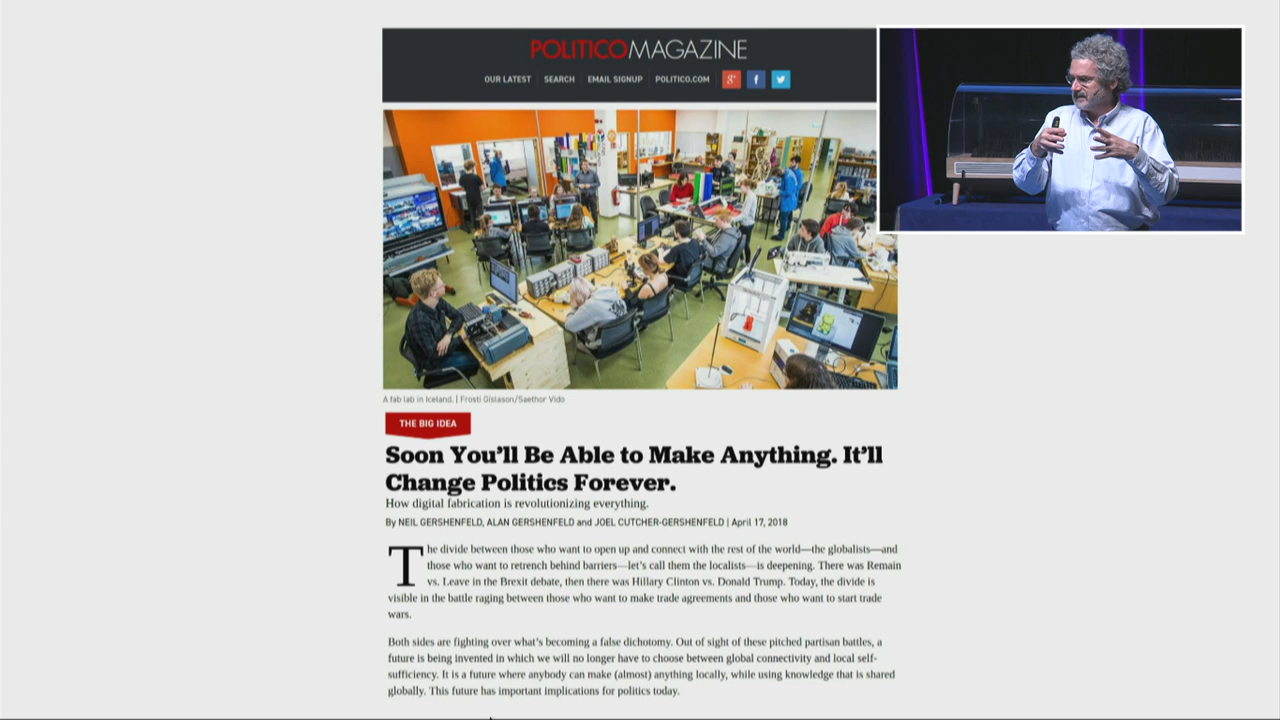 POLITICOMAGAZINE
OUR LATEST SEARCH EMAIL SIGNUP POLITICO.COM g+ f
A fab lab in Iceland. | Frosti Gíslason/Saethor Vido
THE BIG IDEA
Soon You'll Be Able to Make Anything. It'll
Change Politics Forever.
How digital fabrication is revolutionizing everything.
By NEIL GERSHENFELD, ALAN GERSHENFELD and JOEL CUTCHER-GERSHENFELD | April 17, 2018
The divide between those who want to open up and connect with the rest of the world—the globalists—and
those who want to retrench behind barriers—let's call them the localists—is deepening. There was Remain
vs. Leave in the Brexit debate, then there was Hillary Clinton vs. Donald Trump. Today, the divide is
visible in the battle raging between those who want to make trade agreements and those who want to start trade
wars.
Both sides are fighting over what's becoming a false dichotomy. Out of sight of these pitched partisan battles, a
future is being invented in which we will no longer have to choose between global connectivity and local self-
sufficiency. It is a future where anybody can make (almost) anything locally, while using knowledge that is shared
globally. This future has important implications for politics today.